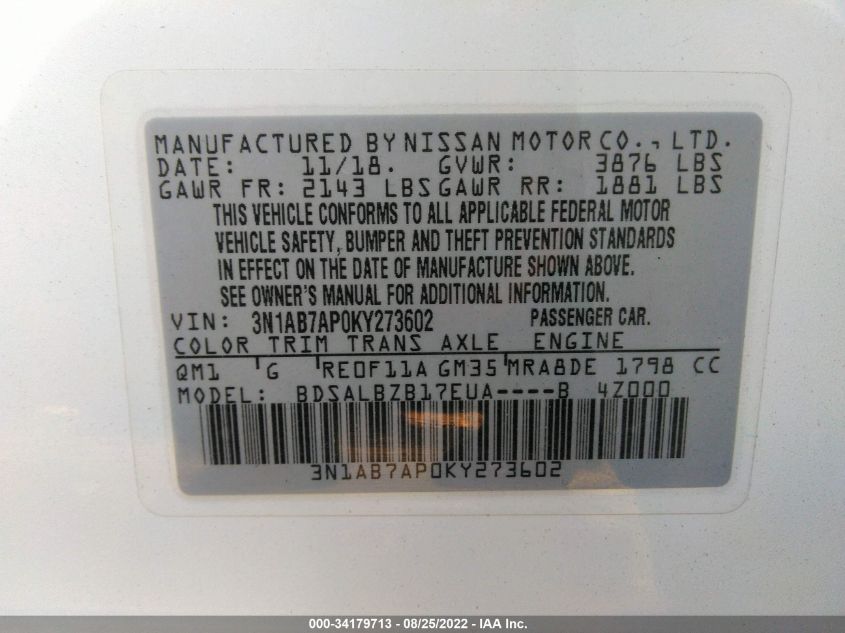 MANUFACTURED BY NISSAN MOTOR CO., LTD.
DATE: 11/18. GVWR: 3876 LBS
GAWR FR: 2143 LBS GAWR RR: 1881 LBS
THIS VEHICLE CONFORMS TO ALL APPLICABLE FEDERAL MOTOR
VEHICLE SAFETY, BUMPER AND THEFT PREVENTION STANDARDS
IN EFFECT ON THE DATE OF MANUFACTURE SHOWN ABOVE.
SEE OWNER'S MANUAL FOR ADDITIONAL INFORMATION.
VIN: 3N1AB7AP0KY273602 PASSENGER CAR.
COLOR TRIM TRANS AXLE ENGINE
QM1 G RE0F11A GM35 MRA8DE 1798 CC
MODEL: BDSALBZB17EUA----B 4Z000
3N1AB7AP0KY273602
000-34179713 - 08/25/2022 - IAA Inc.